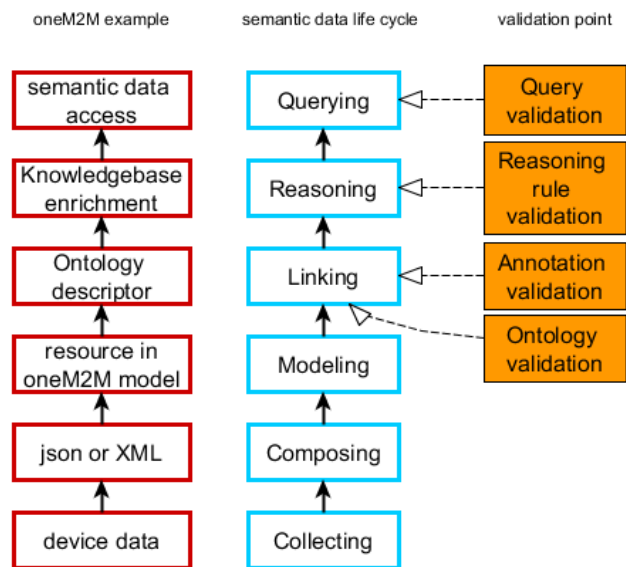 oneM2M example
semantic data life cycle
validation point
semantic data
access
Querying
Query
validation
Knowledgebase
enrichment
Reasoning
Reasoning
rule
validation
Ontology
descriptor
Linking
Annotation
validation
Ontology
validation
resource in
oneM2M model
Modeling
json or XML
Composing
device data
Collecting